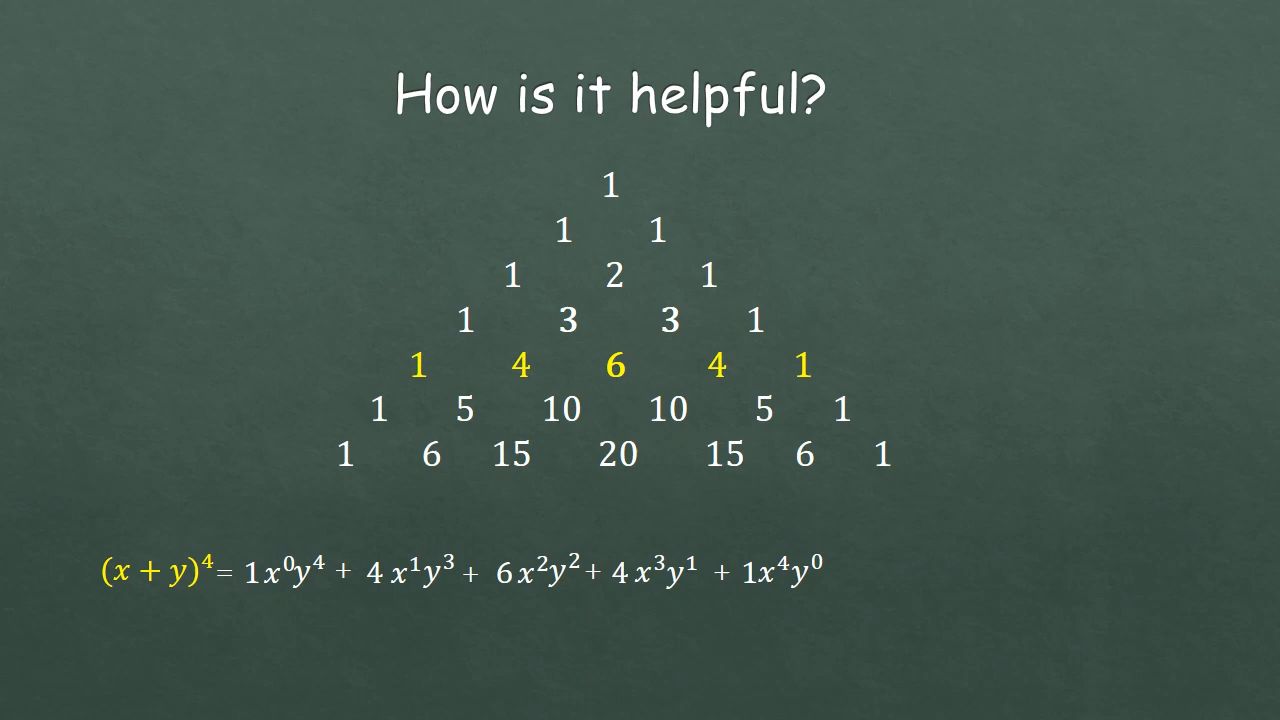 How is it helpful?
1
1 1
1 2 1
1 3 3 1
1 4 6 4 1
1 5 10 10 5 1
1 6 15 20 15 6 1
(x + y)⁴ = 1x⁰y⁴ + 4x¹y³ + 6x²y² + 4x³y¹ + 1x⁴y⁰